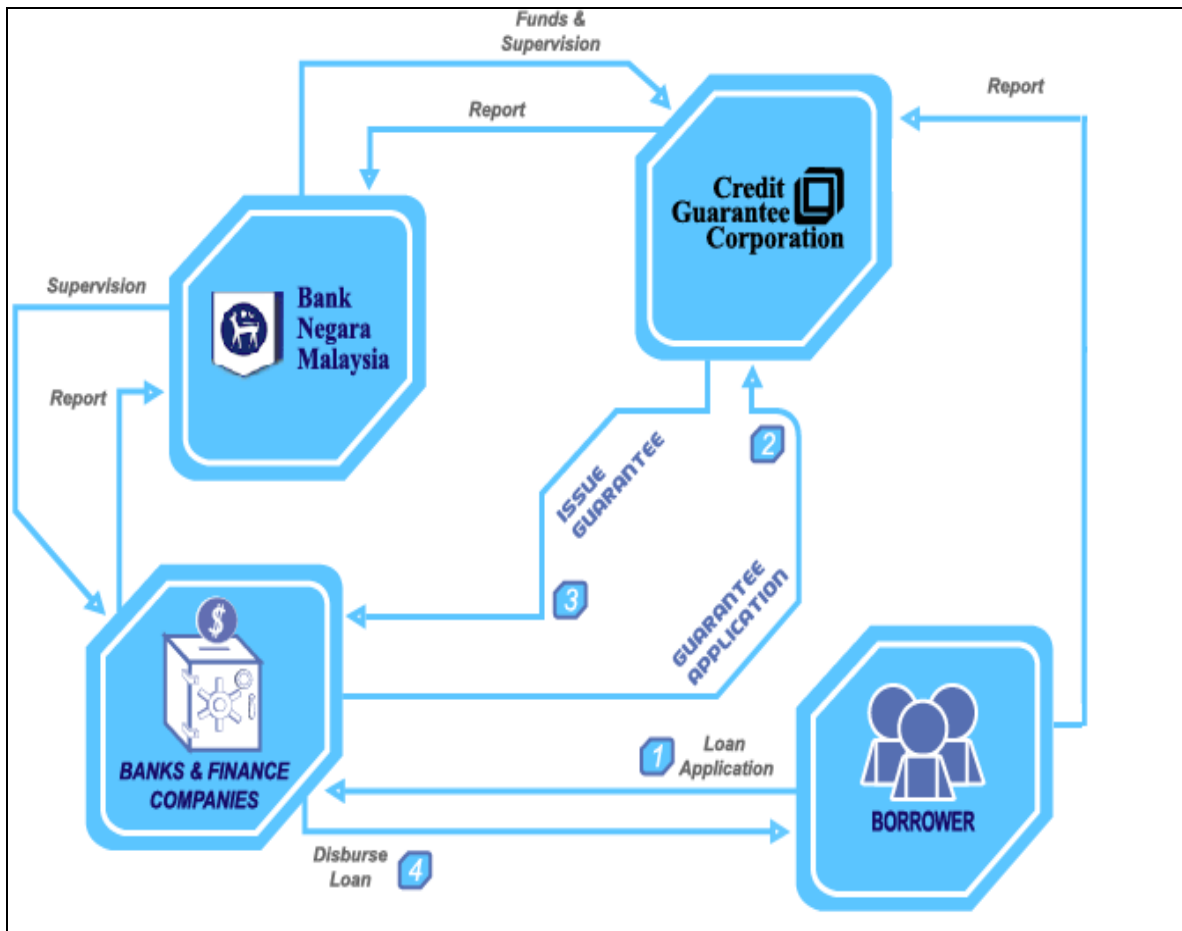 Funds &
Supervision
Report
Report
Credit
Guarantee
Corporation
Supervision
Bank
Negara
Malaysia
Report
2
ISSUE
GUARANTEE
3
GUARANTEE
APPLICATION
$
1
Loan
Application
BANKS & FINANCE
COMPANIES
BORROWER
Disburse
Loan
4